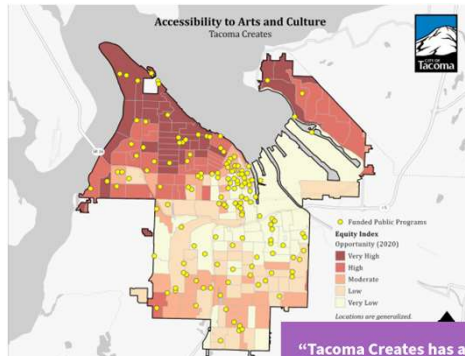 Accessibility to Arts and Culture
Tacoma Creates
CITY OF
Tacoma
Funded Public Programs
Equity Index
Opportunity (2020)
Very High
High
Moderate
Low
Very Low
Locations are generalized.
“Tacoma Creates has a